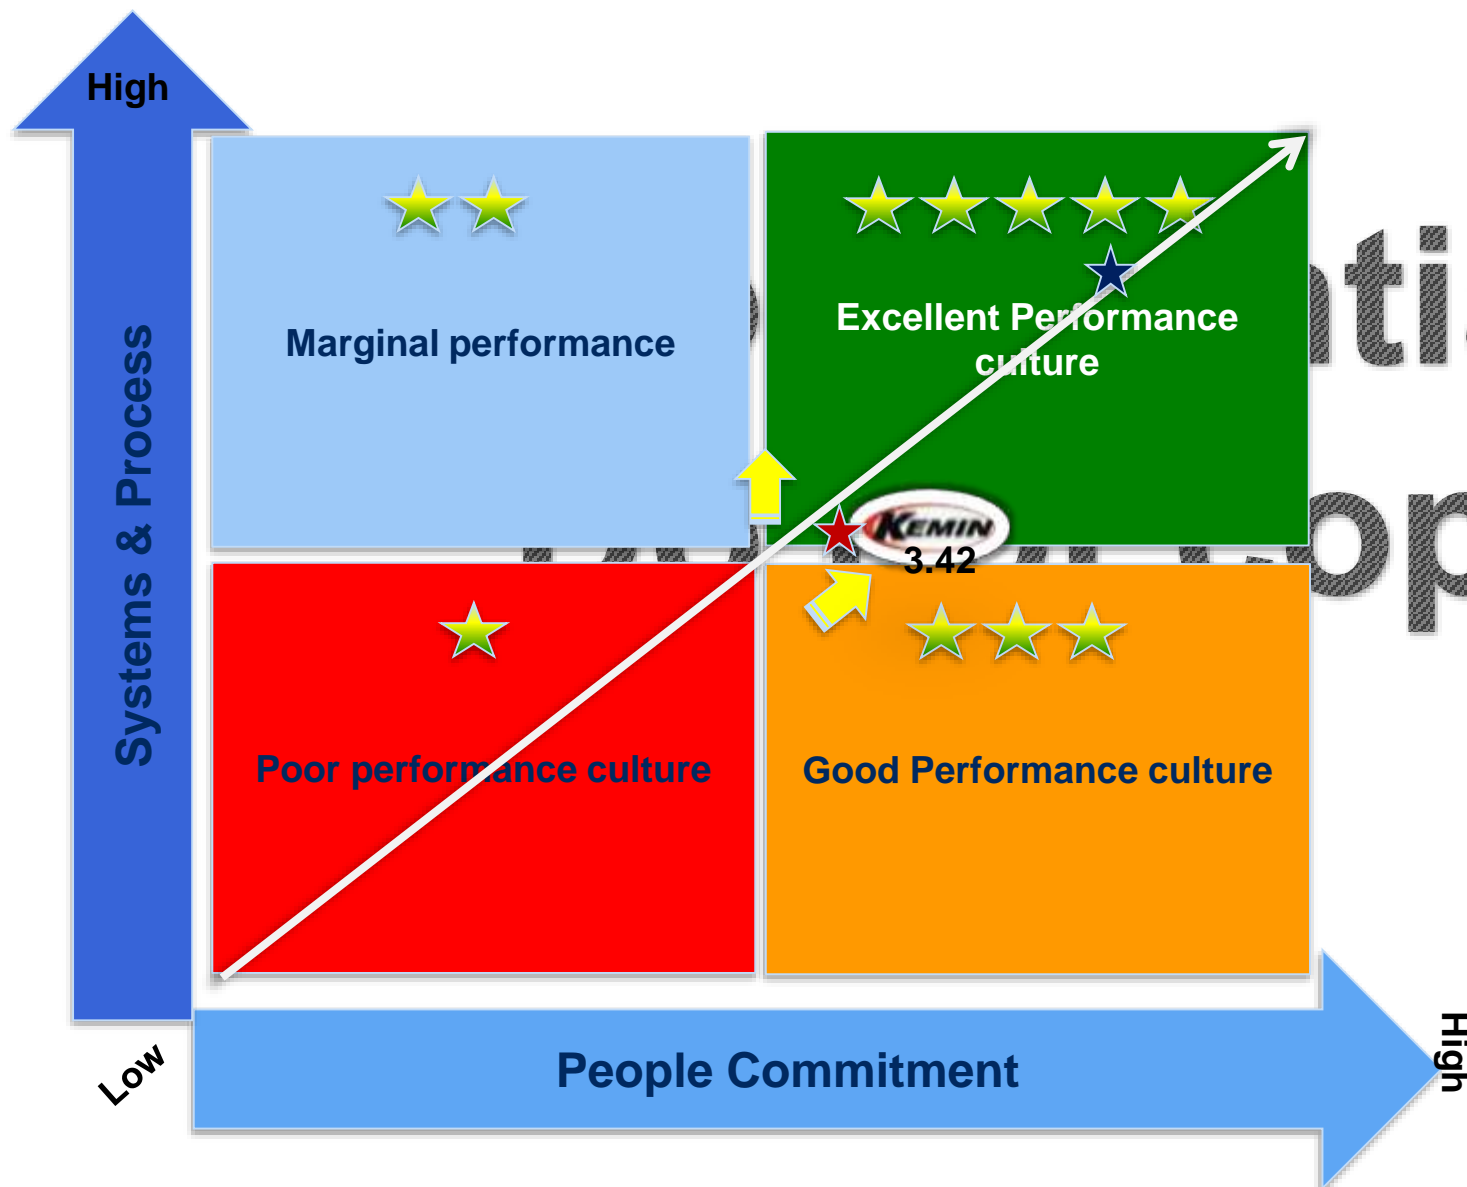 High
Marginal performance
Excellent Performance
culture
Systems & Process
KEMIN
3.42
Poor performance culture
Good Performance culture
Low
People Commitment
High